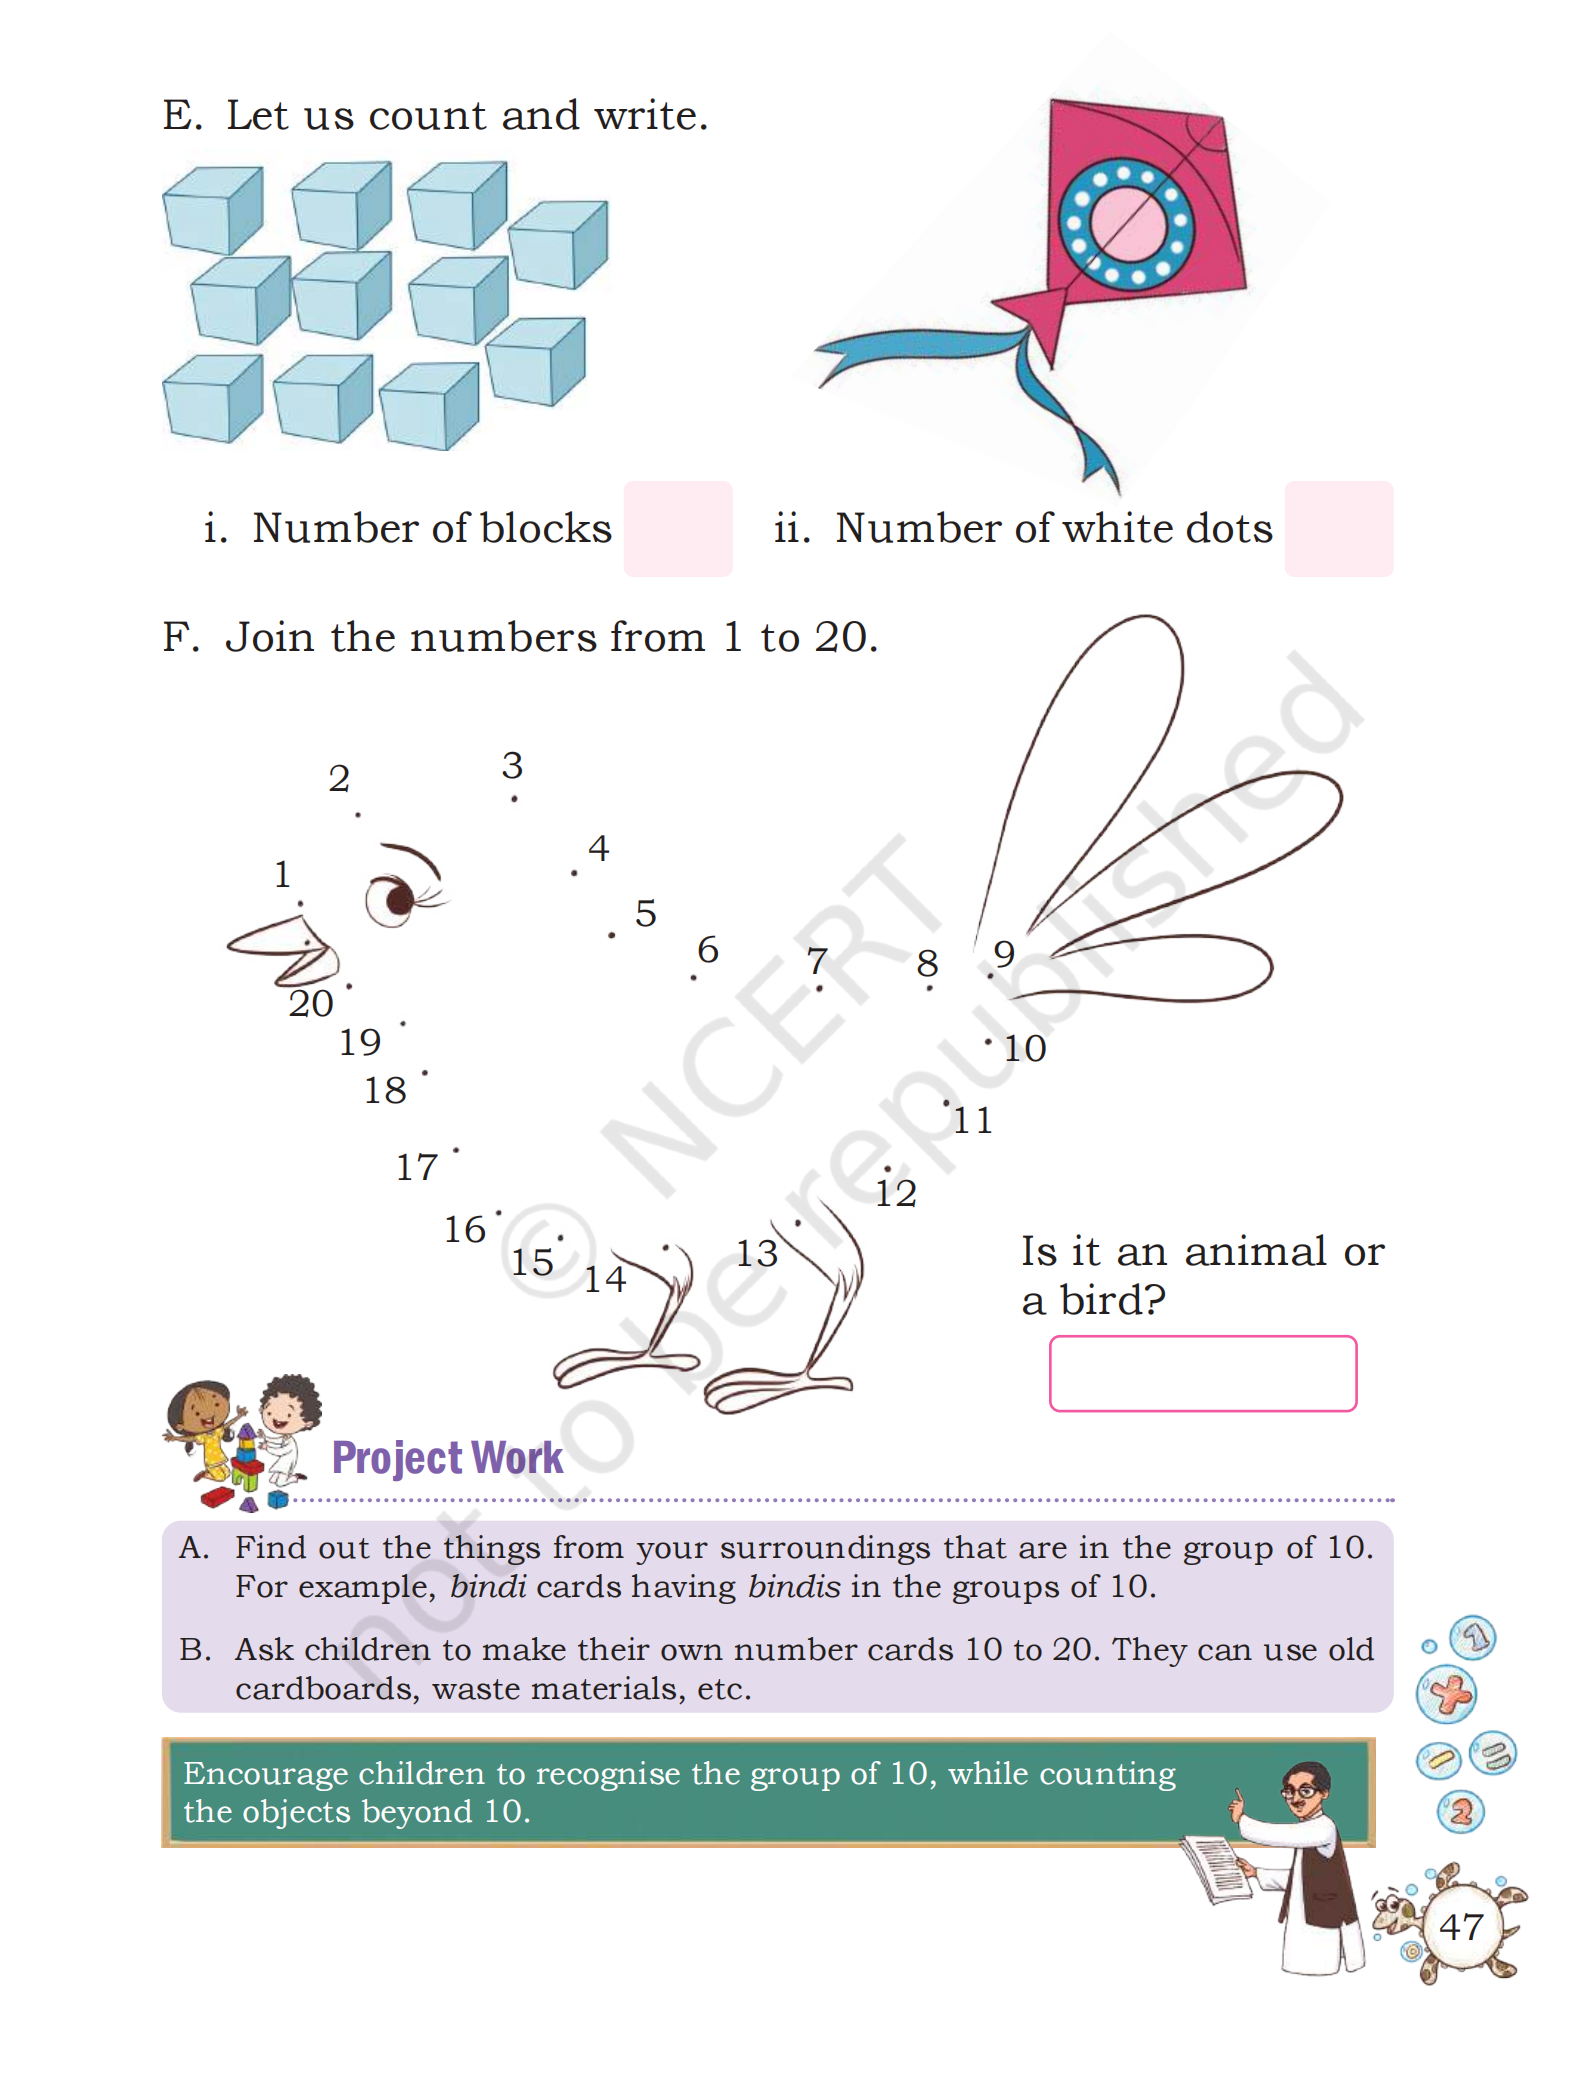 E. Let us count and write.
i. Number of blocks
ii. Number of white dots
F. Join the numbers from 1 to 20.
1
2
3
4
5
6
7
8
9
10
11
12
13
14
15
16
17
18
19
20
© NCERT
not to be republished
Is it an animal or
a bird?
Project Work
A. Find out the things from your surroundings that are in the group of 10.
For example, bindi cards having bindis in the groups of 10.
B. Ask children to make their own number cards 10 to 20. They can use old
cardboards, waste materials, etc.
Encourage children to recognise the group of 10, while counting
the objects beyond 10.
1
+
−
=
2
47